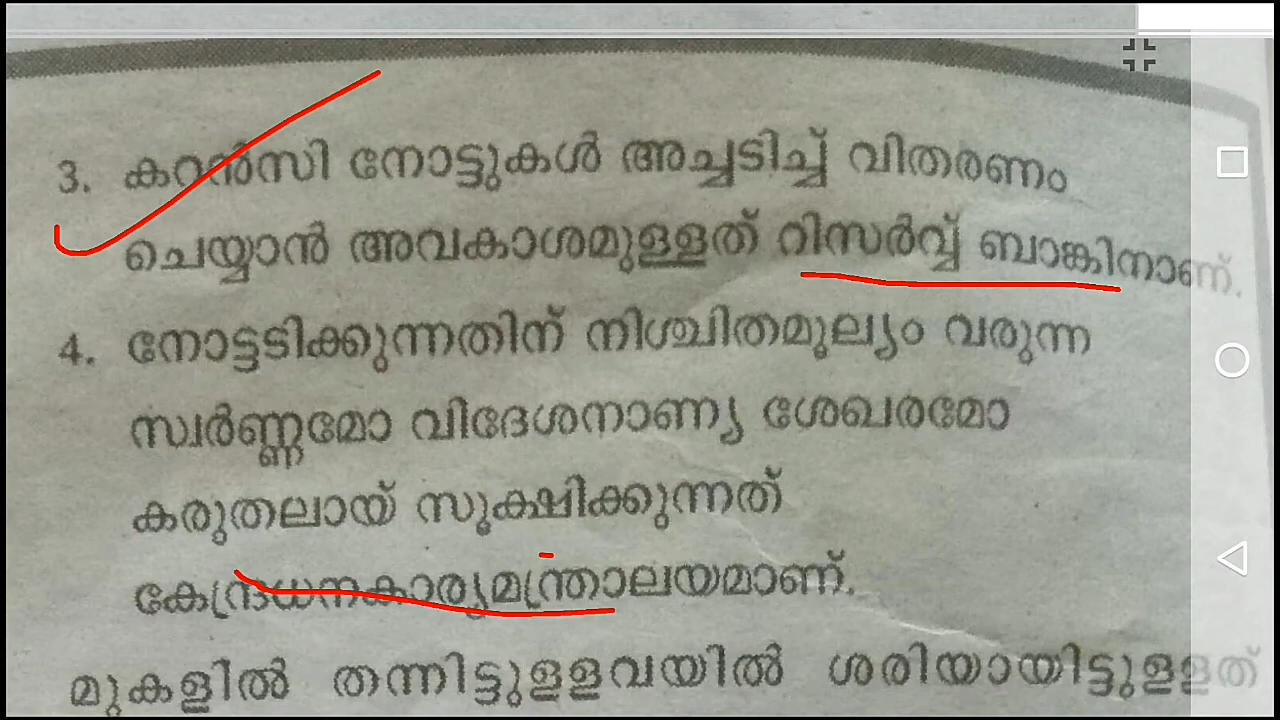 3. കറൻസി നോട്ടുകൾ അച്ചടിച്ച് വിതരണം
ചെയ്യാൻ അവകാശമുള്ളത് റിസർവ്വ് ബാങ്കിനാണ്.
4. നോട്ടടിക്കുന്നതിന് നിശ്ചിതമൂല്യം വരുന്ന
സ്വർണ്ണമോ വിദേശനാണ്യ ശേഖരമോ
കരുതലായ് സൂക്ഷിക്കുന്നത്
കേന്ദ്രധനകാര്യമന്ത്രാലയമാണ്.
മുകളിൽ തന്നിട്ടുള്ളവയിൽ ശരിയായിട്ടുള്ളത്